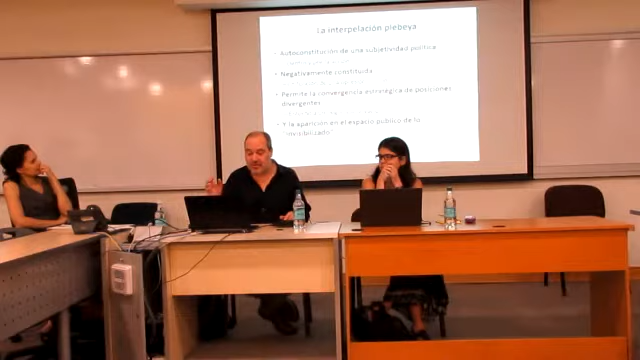 La interpelación plebeya
• Autoconstitución de una subjetividad política
• Negativamente constituida
• Permite la convergencia estratégica de posiciones
divergentes
• Y la aparición en el espacio público de lo
"invisibilizado"